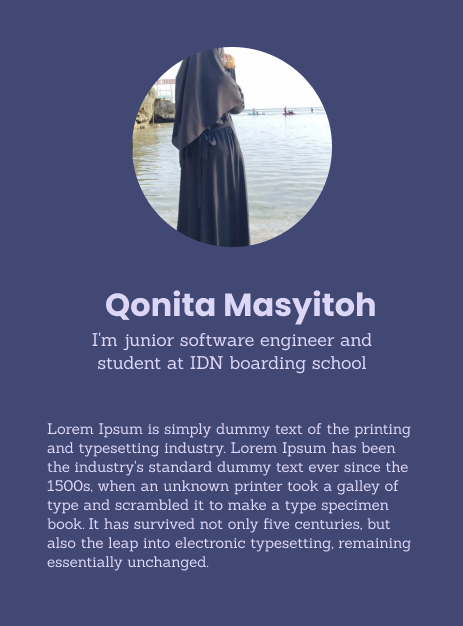 Qonita Masyitoh
I'm junior software engineer and
student at IDN boarding school
Lorem Ipsum is simply dummy text of the printing
and typesetting industry. Lorem Ipsum has been
the industry's standard dummy text ever since the
1500s, when an unknown printer took a galley of
type and scrambled it to make a type specimen
book. It has survived not only five centuries, but
also the leap into electronic typesetting, remaining
essentially unchanged.